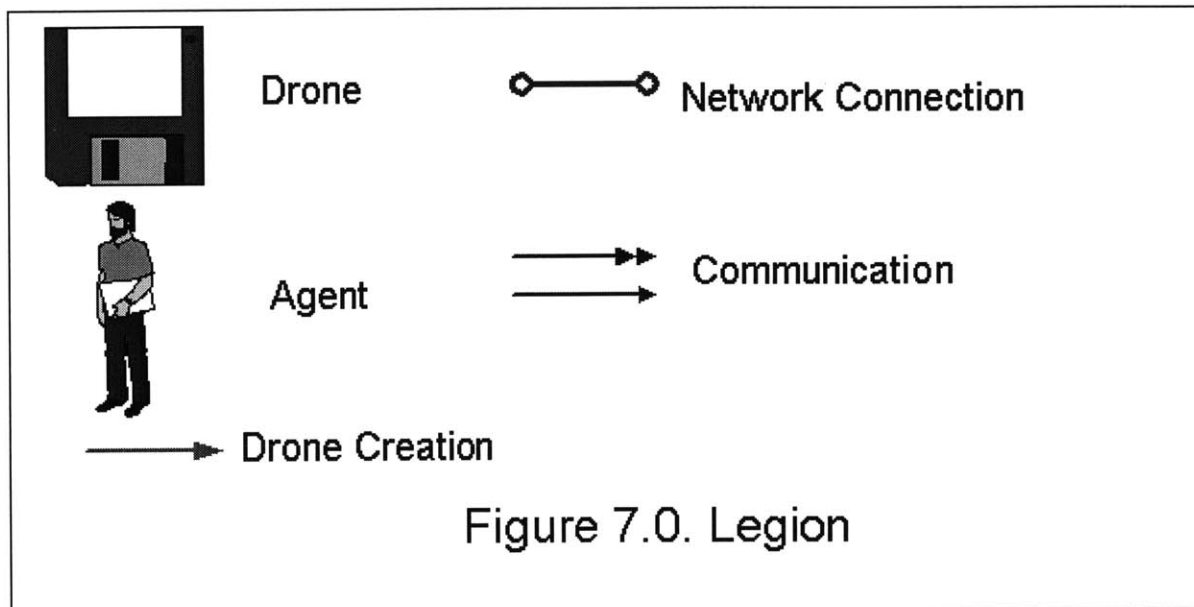 Drone
Network Connection
Agent
Communication
Drone Creation
Figure 7.0. Legion